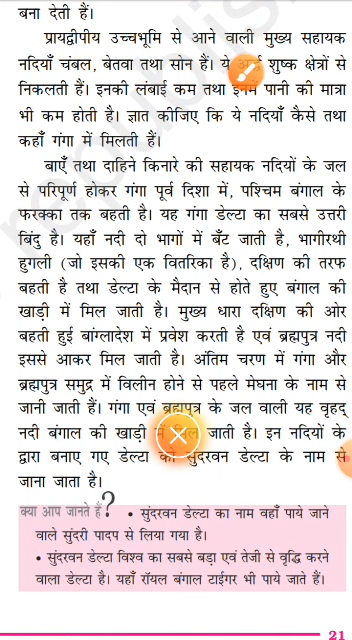 बना देती हैं।
प्रायद्वीपीय उच्चभूमि से आने वाली मुख्य सहायक
नदियाँ चंबल, बेतवा तथा सोन हैं। ये शुष्क क्षेत्रों से
निकलती हैं। इनकी लंबाई कम तथा इनमें पानी की मात्रा
भी कम होती है। ज्ञात कीजिए कि ये नदियाँ कैसे तथा
कहाँ गंगा में मिलती हैं।
बाएँ तथा दाहिने किनारे की सहायक नदियों के जल
से परिपूर्ण होकर गंगा पूर्व दिशा में, पश्चिम बंगाल के
फरक्का तक बहती है। यह गंगा डेल्टा का सबसे उत्तरी
बिंदु है। यहाँ नदी दो भागों में बँट जाती है, भागीरथी
हुगली (जो इसकी एक वितरिका है), दक्षिण की तरफ
बहती है तथा डेल्टा के मैदान से होते हुए बंगाल की
खाड़ी में मिल जाती है। मुख्य धारा दक्षिण की ओर
बहती हुई बांग्लादेश में प्रवेश करती है एवं ब्रह्मपुत्र नदी
इससे आकर मिल जाती है। अंतिम चरण में गंगा और
ब्रह्मपुत्र समुद्र में विलीन होने से पहले मेघना के नाम से
जानी जाती हैं। गंगा एवं ब्रह्मपुत्र के जल वाली यह वृहद्
नदी बंगाल की खाड़ी में मिल जाती है। इन नदियों के
द्वारा बनाए गए डेल्टा को सुंदरवन डेल्टा के नाम से
जाना जाता है।
क्या आप जानते हैं? • सुंदरवन डेल्टा का नाम वहाँ पाये जाने
वाले सुंदरी पादप से लिया गया है।
• सुंदरवन डेल्टा विश्व का सबसे बड़ा एवं तेजी से वृद्धि करने
वाला डेल्टा है। यहाँ रॉयल बंगाल टाईगर भी पाये जाते हैं।
21